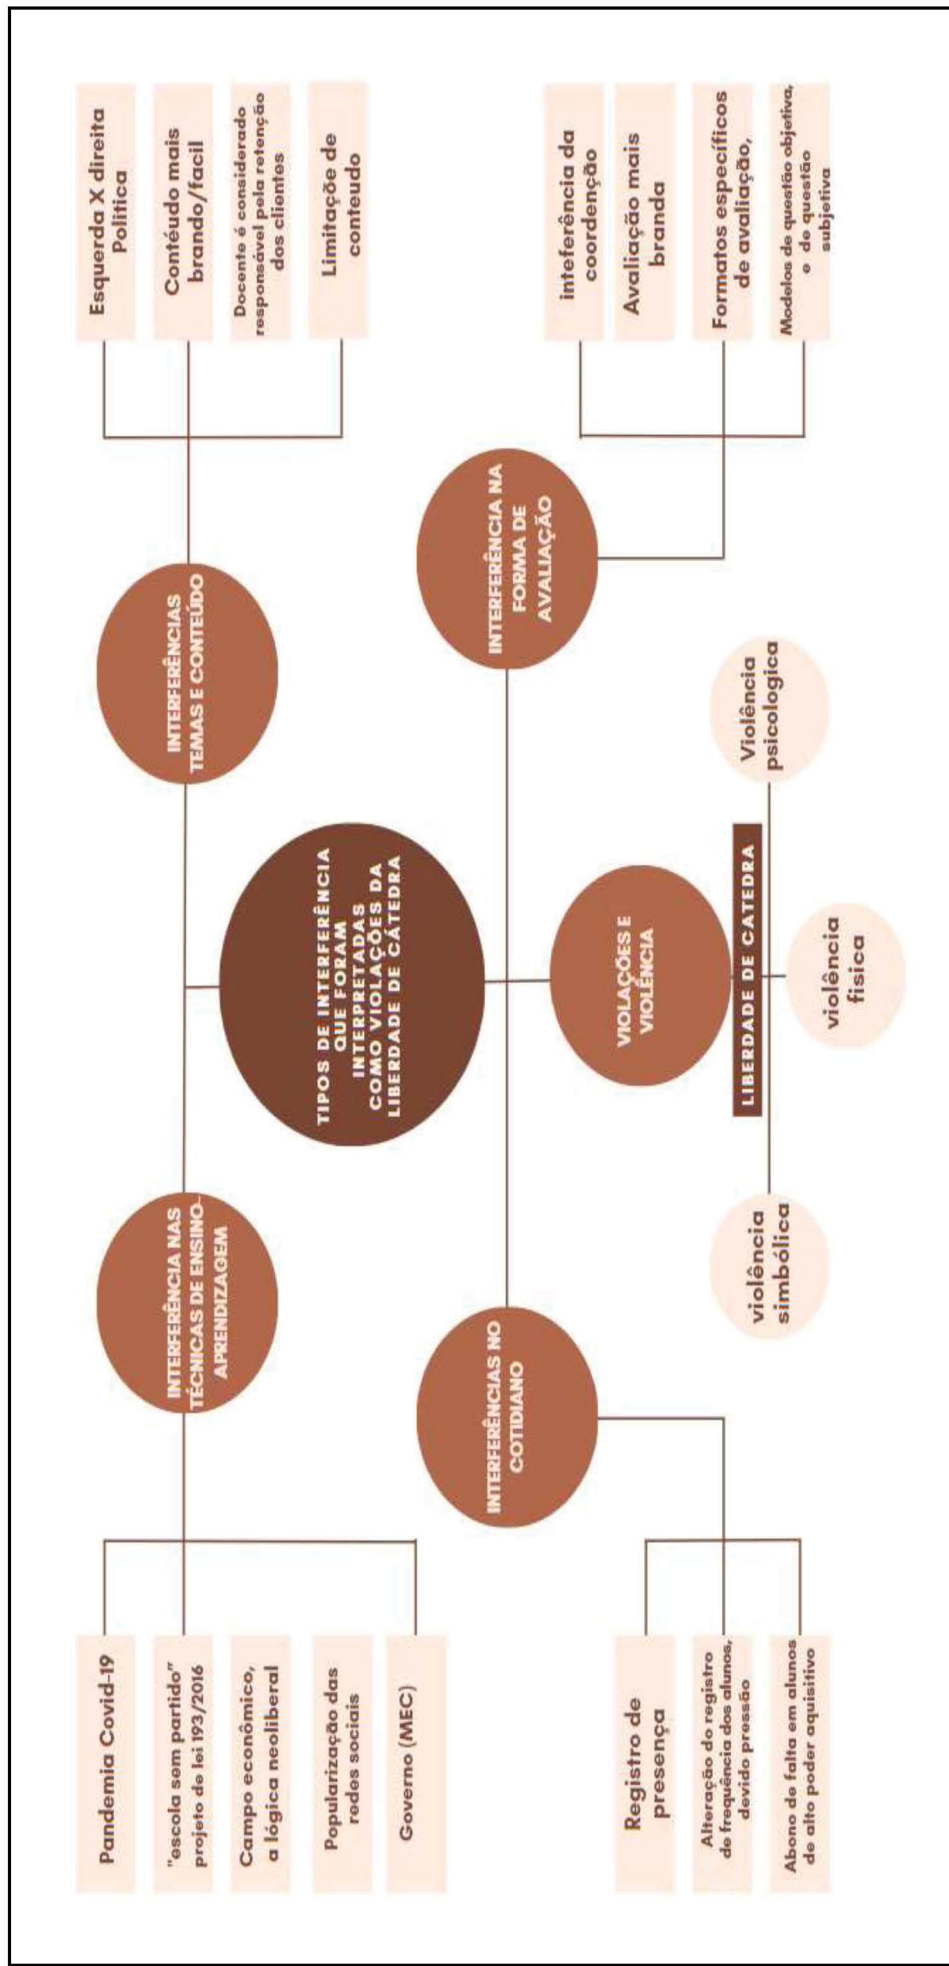 Pandemia Covid-19
"escola sem partido"
projeto de lei 193/2016
Campo econômico,
a lógica neoliberal
Popularização das
redes sociais
Governo (MEC)
INTERFERÊNCIA NAS
TÉCNICAS DE ENSINO-
APRENDIZAGEM
TIPOS DE INTERFERÊNCIA
QUE FORAM
INTERPRETADAS
COMO VIOLAÇÕES DA
LIBERDADE DE CÁTEDRA
INTERFERÊNCIAS
TEMAS E CONTEÚDO
Esquerda X direita
Politica
Contéudo mais
brando/facil
Docente é considerado
responsável pela retenção
dos clientes
Limitaçõe de
conteudo
Registro de
presença
Alteração do registro
de frequência dos alunos,
devido pressão
Abono de falta em alunos
de alto poder aquisitivo
INTERFERÊNCIAS NO
COTIDIANO
VIOLAÇÕES E
VIOLÊNCIA
LIBERDADE DE CATEDRA
violência
simbólica
violência
fisica
Violência
psicologica
INTERFERÊNCIA NA
FORMA DE
AVALIAÇÃO
inteferência da
coordenção
Avaliação mais
branda
Formatos específicos
de avaliação,
Modelos de questão objetiva,
e de questão
subjetiva